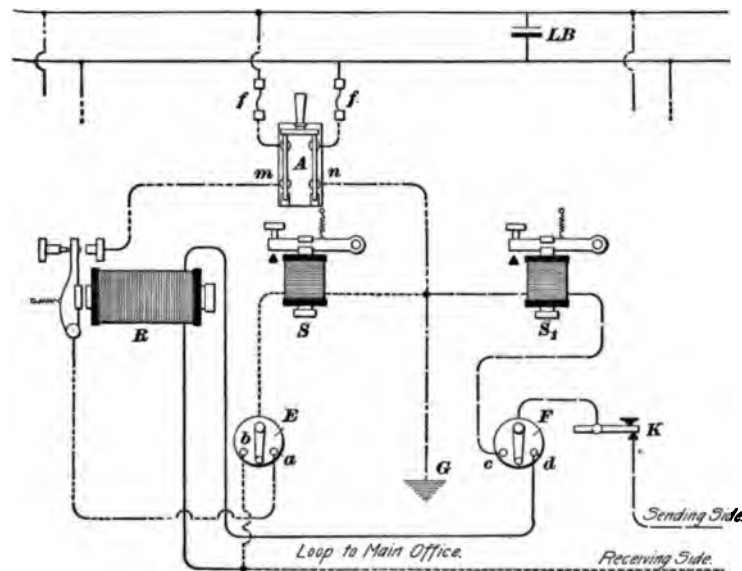 LB
f f
A
m n
R S S1
E F K
b a c d
G
Sending Side.
Loop to Main Office.
Receiving Side.